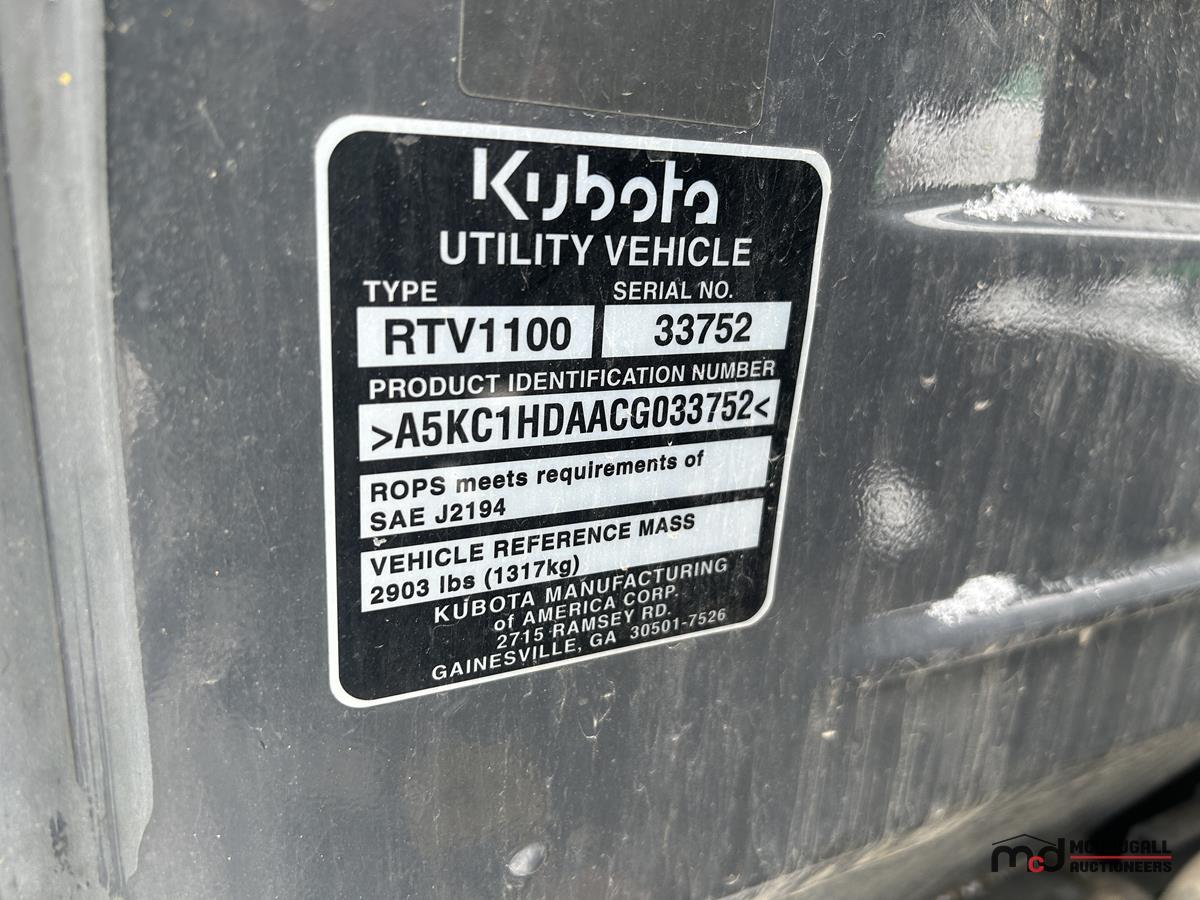 Kubota
UTILITY VEHICLE
TYPE SERIAL NO.
RTV1100 33752
PRODUCT IDENTIFICATION NUMBER
>A5KC1HDAACG033752<
ROPS meets requirements of
SAE J2194
VEHICLE REFERENCE MASS
2903 lbs (1317kg)
KUBOTA MANUFACTURING
of AMERICA CORP.
2715 RAMSEY RD.
GAINESVILLE, GA 30501-7526
mcd MCDOUGALL
AUCTIONEERS